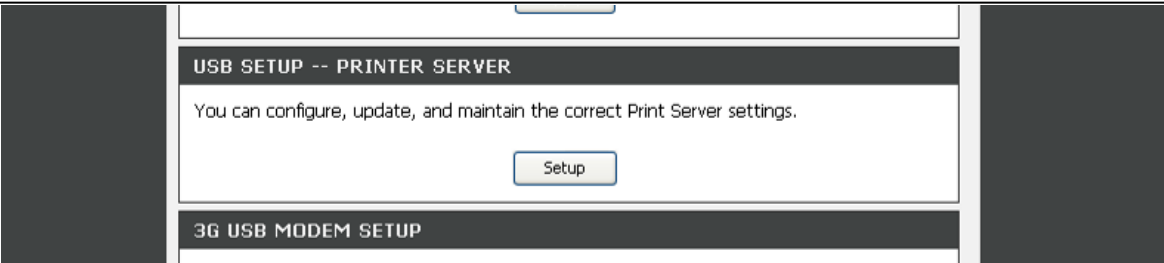 USB SETUP -- PRINTER SERVER
You can configure, update, and maintain the correct Print Server settings.
Setup
3G USB MODEM SETUP